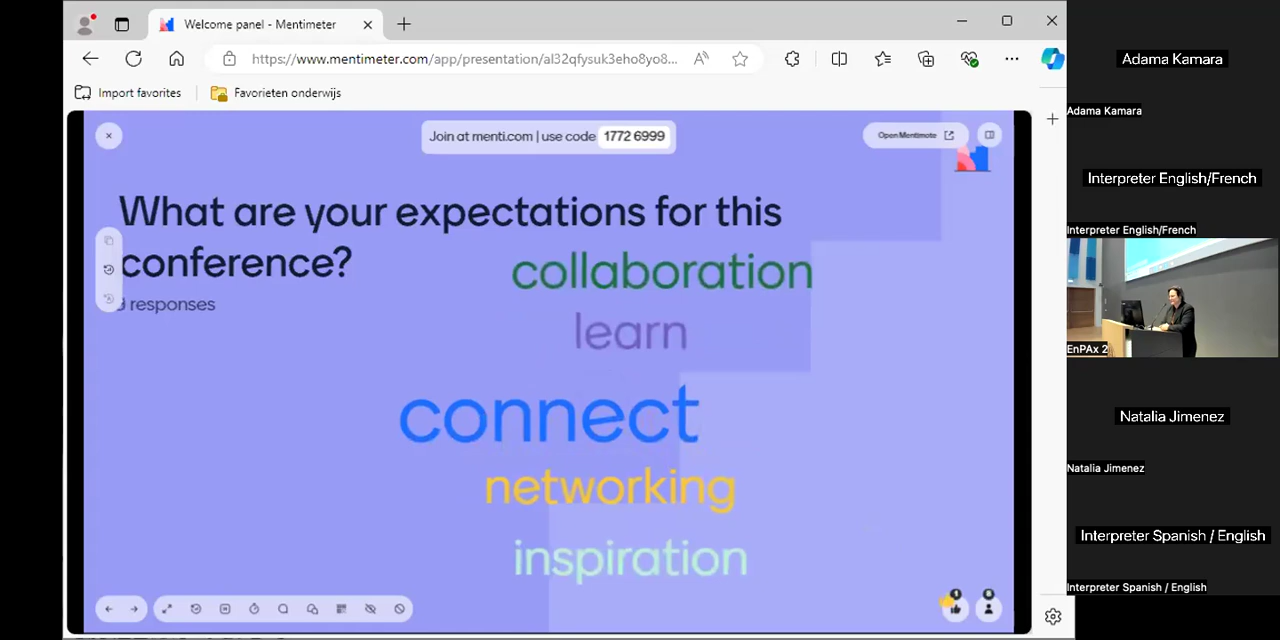 Welcome panel - Mentimeter
https://www.mentimeter.com/app/presentation/al32qfysuk3eho8yo8...
Import favorites
Favorieten onderwijs
Join at menti.com | use code 1772 6999
Open Mentimote
What are your expectations for this
conference?
responses
collaboration
learn
connect
networking
inspiration
Adama Kamara
Adama Kamara
Interpreter English/French
Interpreter English/French
EnPAx 2
Natalia Jimenez
Natalia Jimenez
Interpreter Spanish / English
Interpreter Spanish / English